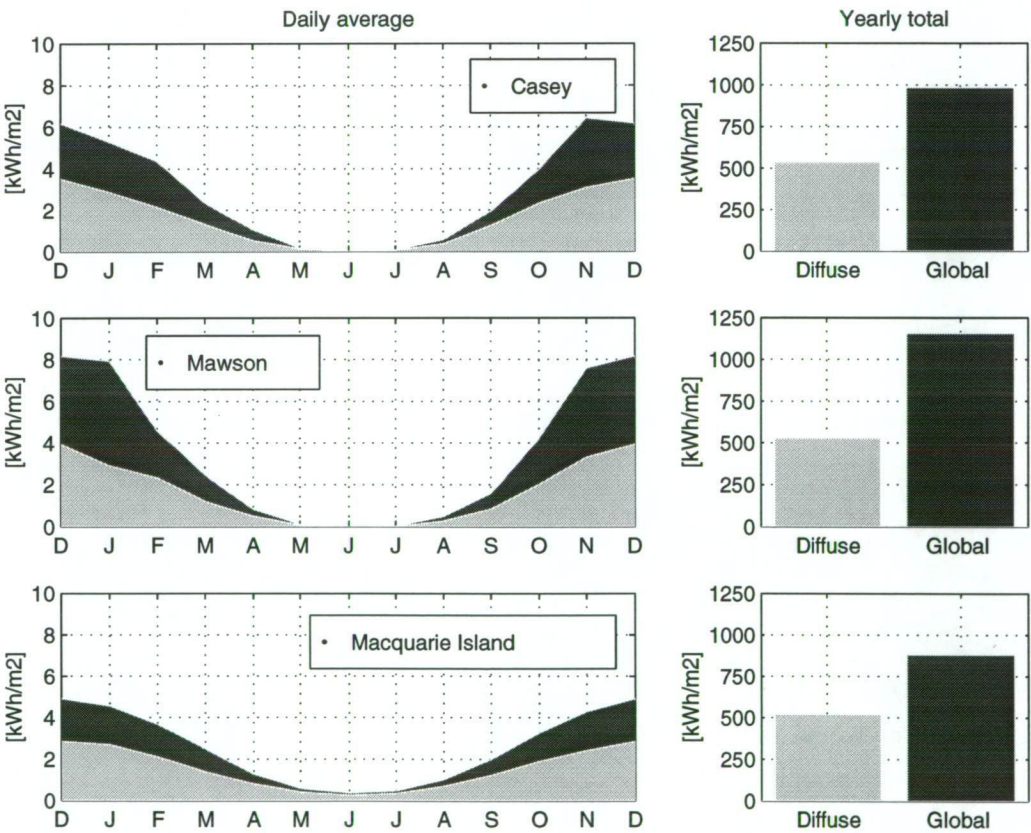 Daily average
Yearly total
10
8
6
4
2
0
[kWh/m2]
Casey
D J F M A M J J A S O N D
1250
1000
750
500
250
0
[kWh/m2]
Diffuse Global
10
8
6
4
2
0
[kWh/m2]
Mawson
D J F M A M J J A S O N D
1250
1000
750
500
250
0
[kWh/m2]
Diffuse Global
10
8
6
4
2
0
[kWh/m2]
Macquarie Island
D J F M A M J J A S O N D
1250
1000
750
500
250
0
[kWh/m2]
Diffuse Global